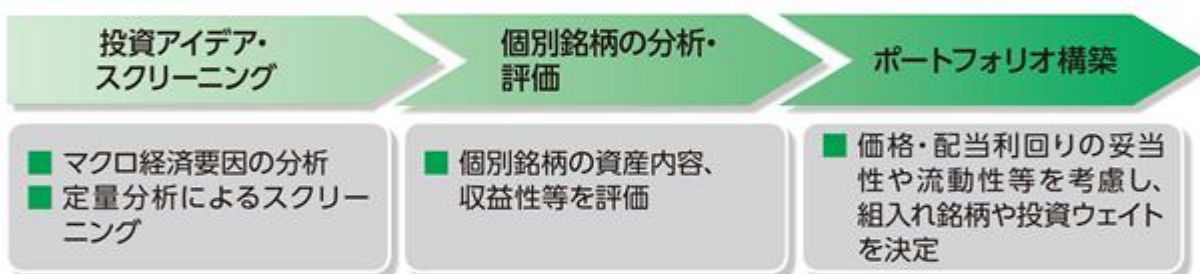 投資アイデア・
スクリーニング
個別銘柄の分析・
評価
ポートフォリオ構築
■ マクロ経済要因の分析
■ 定量分析によるスクリー
ニング
■ 個別銘柄の資産内容、
収益性等を評価
■ 価格・配当利回りの妥当
性や流動性等を考慮し、
組入れ銘柄や投資ウェイト
を決定